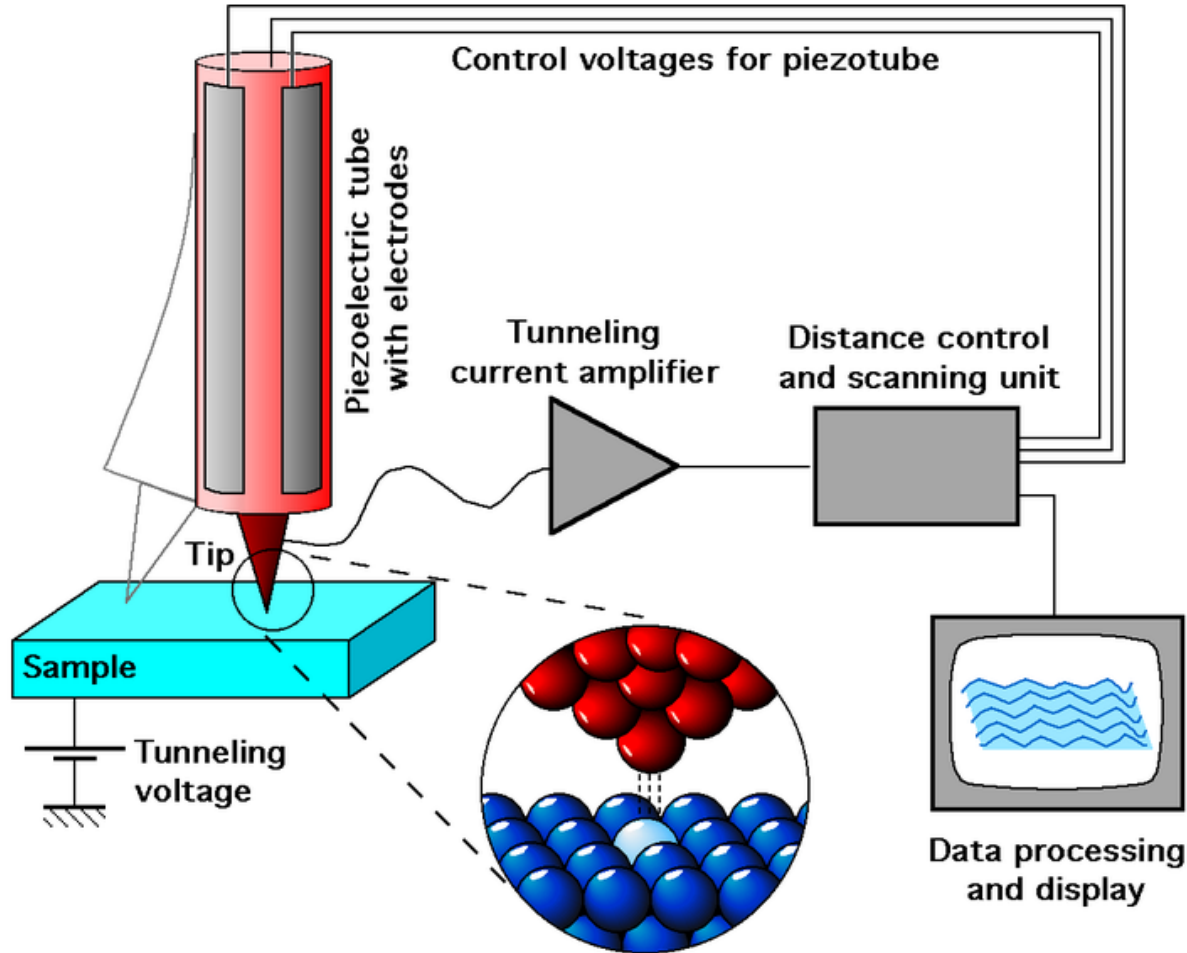 Control voltages for piezotube
Piezoelectric tube
with electrodes
Tunneling
current amplifier
Distance control
and scanning unit
Tip
Sample
Tunneling
voltage
Data processing
and display